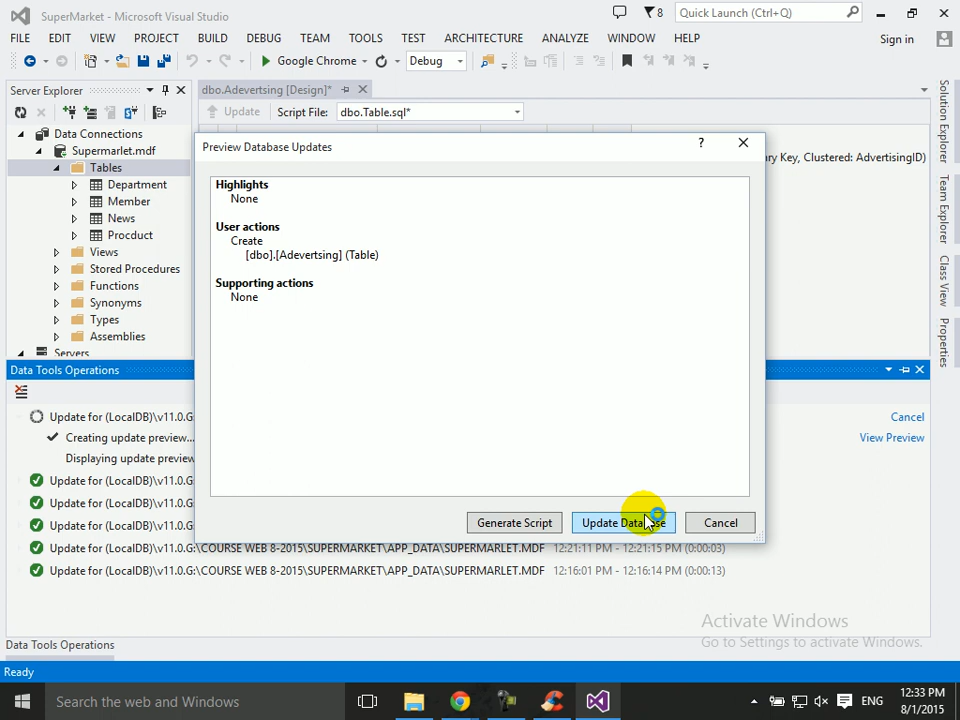 SuperMarket - Microsoft Visual Studio
8
Quick Launch (Ctrl+Q)
FILE EDIT VIEW PROJECT BUILD DEBUG TEAM TOOLS TEST ARCHITECTURE ANALYZE WINDOW HELP
Sign in
Google Chrome
Debug
Server Explorer
dbo.Adevertsing [Design]*
Update
Script File:
dbo.Table.sql*
Data Connections
Supermarlet.mdf
Tables
Department
Member
News
Procduct
Views
Stored Procedures
Functions
Synonyms
Types
Assemblies
Servers
ary Key, Clustered: AdvertisingID)
Preview Database Updates
?
Highlights
None
User actions
Create
[dbo].[Adevertsing] (Table)
Supporting actions
None
Generate Script
Update Database
Cancel
Solution Explorer
Team Explorer
Class View
Properties
Data Tools Operations
Update for (LocalDB)\v11.0.G:
Cancel
Creating update preview...
View Preview
Displaying update preview
Update for (LocalDB)\v11.0.G:
Update for (LocalDB)\v11.0.G:
Update for (LocalDB)\v11.0.G:
Update for (LocalDB)\v11.0.G:\COURSE WEB 8-2015\SUPERMARKET\APP_DATA\SUPERMARLET.MDF 12:21:11 PM - 12:21:15 PM (0:00:03)
Update for (LocalDB)\v11.0.G:\COURSE WEB 8-2015\SUPERMARKET\APP_DATA\SUPERMARLET.MDF 12:16:01 PM - 12:16:14 PM (0:00:13)
Activate Windows
Go to Settings to activate Windows.
Data Tools Operations
Ready
Search the web and Windows
ENG
12:33 PM
8/1/2015